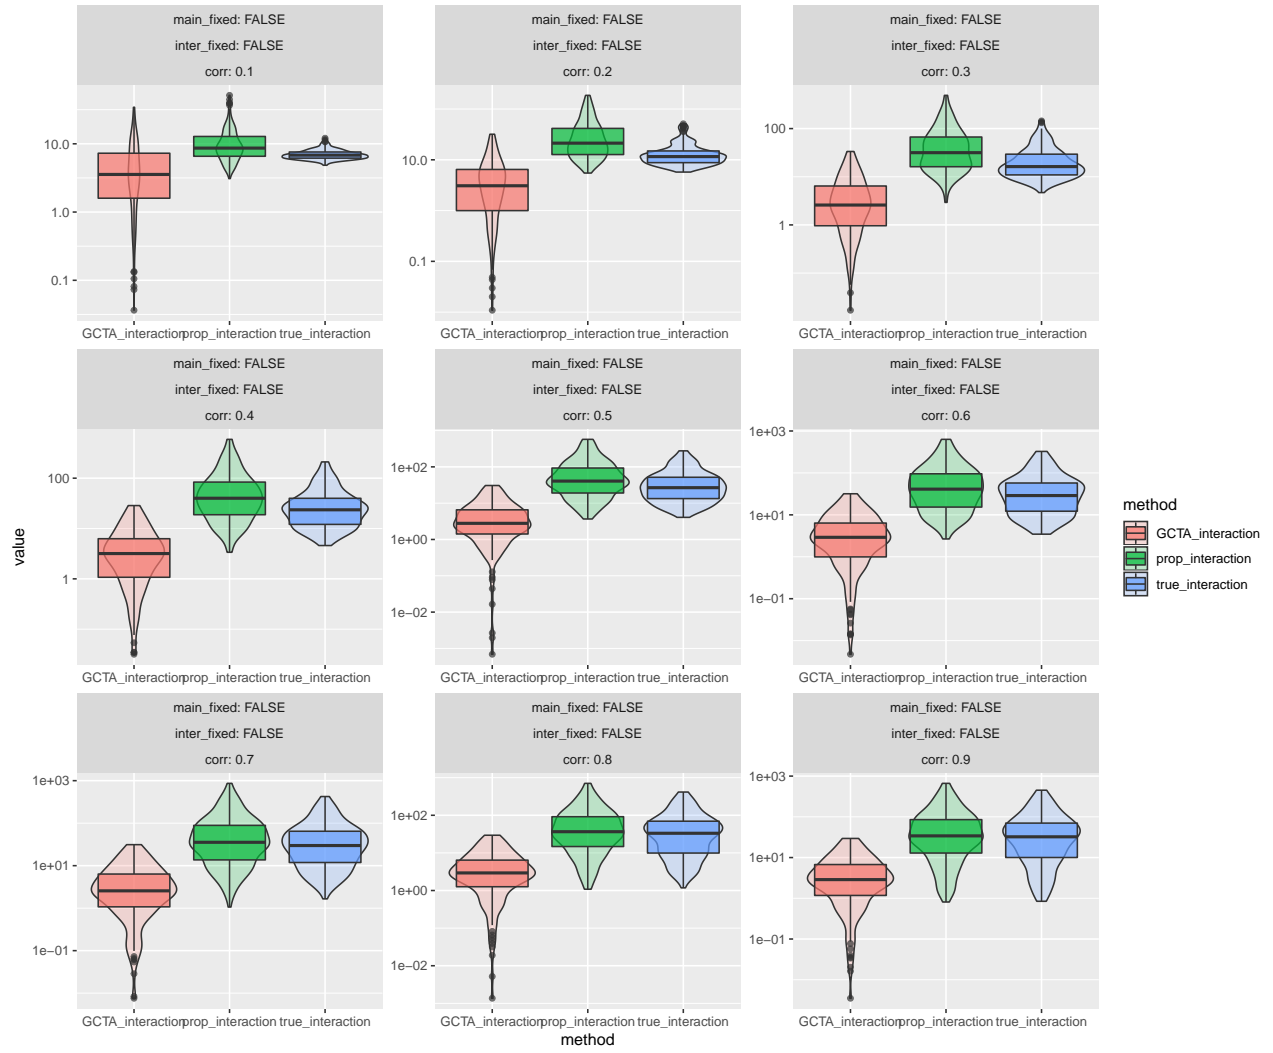 main_fixed: FALSE
inter_fixed: FALSE
corr: 0.1
10.0
1.0
0.1
GCTA_interaction prop_interaction true_interaction
main_fixed: FALSE
inter_fixed: FALSE
corr: 0.2
10.0
0.1
GCTA_interaction prop_interaction true_interaction
main_fixed: FALSE
inter_fixed: FALSE
corr: 0.3
100
1
GCTA_interaction prop_interaction true_interaction
main_fixed: FALSE
inter_fixed: FALSE
corr: 0.4
100
1
GCTA_interaction prop_interaction true_interaction
main_fixed: FALSE
inter_fixed: FALSE
corr: 0.5
1e+02
1e+00
1e−02
GCTA_interaction prop_interaction true_interaction
main_fixed: FALSE
inter_fixed: FALSE
corr: 0.6
1e+03
1e+01
1e−01
GCTA_interaction prop_interaction true_interaction
main_fixed: FALSE
inter_fixed: FALSE
corr: 0.7
1e+03
1e+01
1e−01
GCTA_interaction prop_interaction true_interaction
main_fixed: FALSE
inter_fixed: FALSE
corr: 0.8
1e+02
1e+00
1e−02
GCTA_interaction prop_interaction true_interaction
main_fixed: FALSE
inter_fixed: FALSE
corr: 0.9
1e+03
1e+01
1e−01
GCTA_interaction prop_interaction true_interaction
value
method
method
GCTA_interaction
prop_interaction
true_interaction